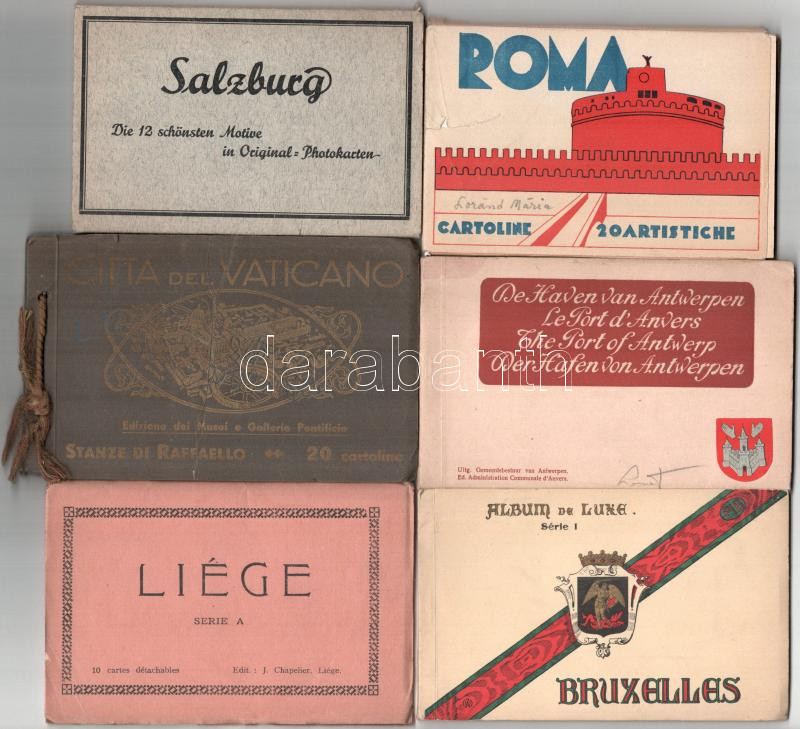 Salzburg
Die 12 schönsten Motive
in Original=Photokarten
ROMA
Loránd Mária
CARTOLINE 20 ARTISTICHE
CITTÀ DEL VATICANO
Edizione dei Musei e Gallerie Pontificie
STANZE DI RAFFAELLO 20 cartoline
De Haven van Antwerpen
Le Port d'Anvers
The Port of Antwerp
Der Hafen von Antwerpen
Uitg. Gemeentebestuur van Antwerpen.
Ed. Administration Communale d'Anvers.
LIÉGE
SERIE A
10 cartes détachables Edit : J. Chapelier, Liége.
ALBUM DE LUXE.
Série I
BRUXELLES
darabanth